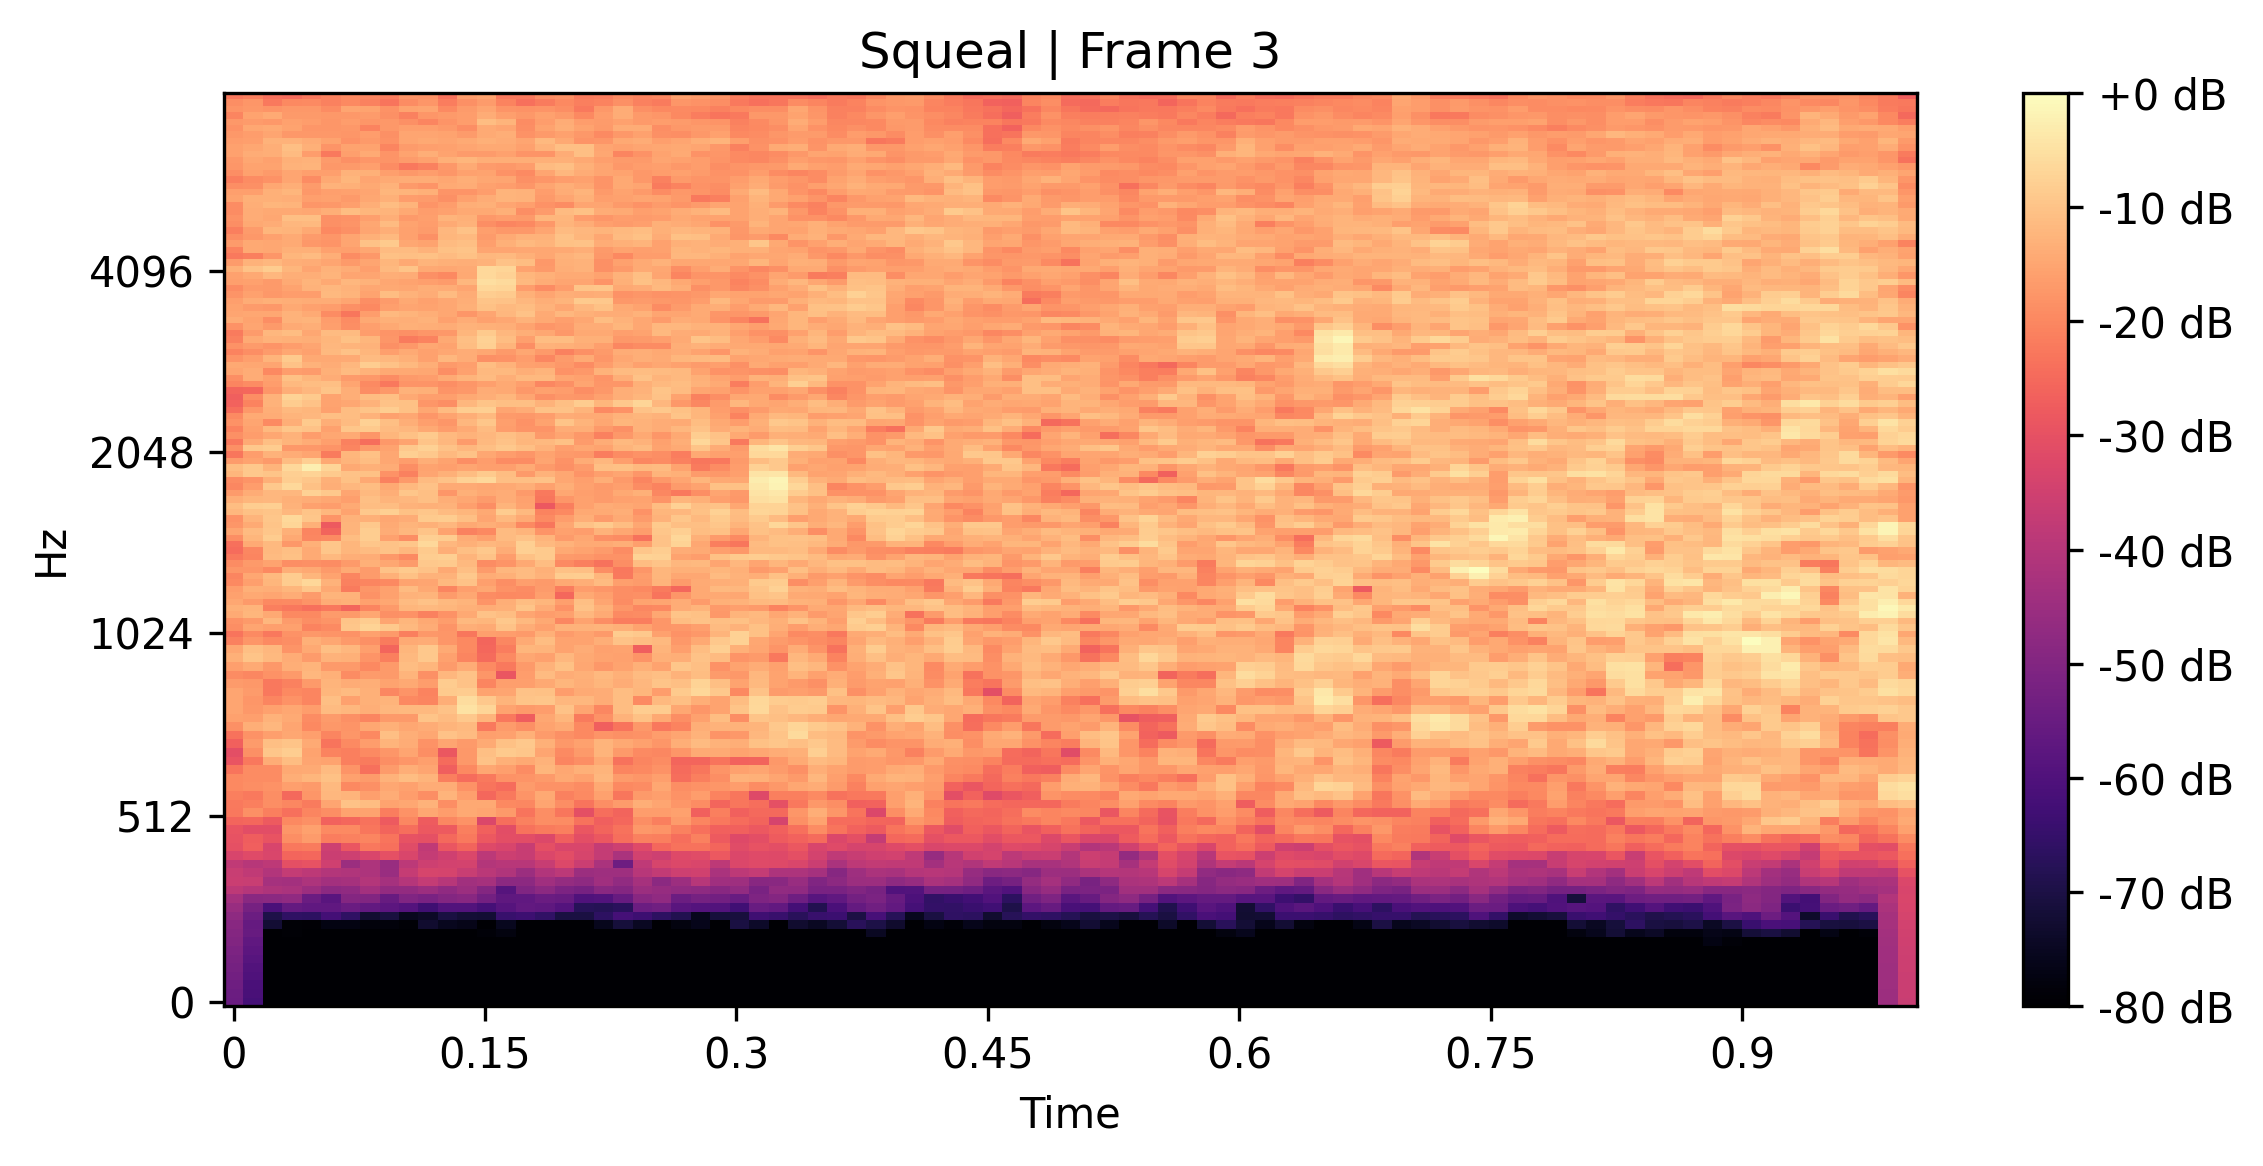 Squeal | Frame 3
+0 dB
-10 dB
-20 dB
-30 dB
-40 dB
-50 dB
-60 dB
-70 dB
-80 dB
4096
2048
1024
512
0
Hz
0 0.15 0.3 0.45 0.6 0.75 0.9
Time